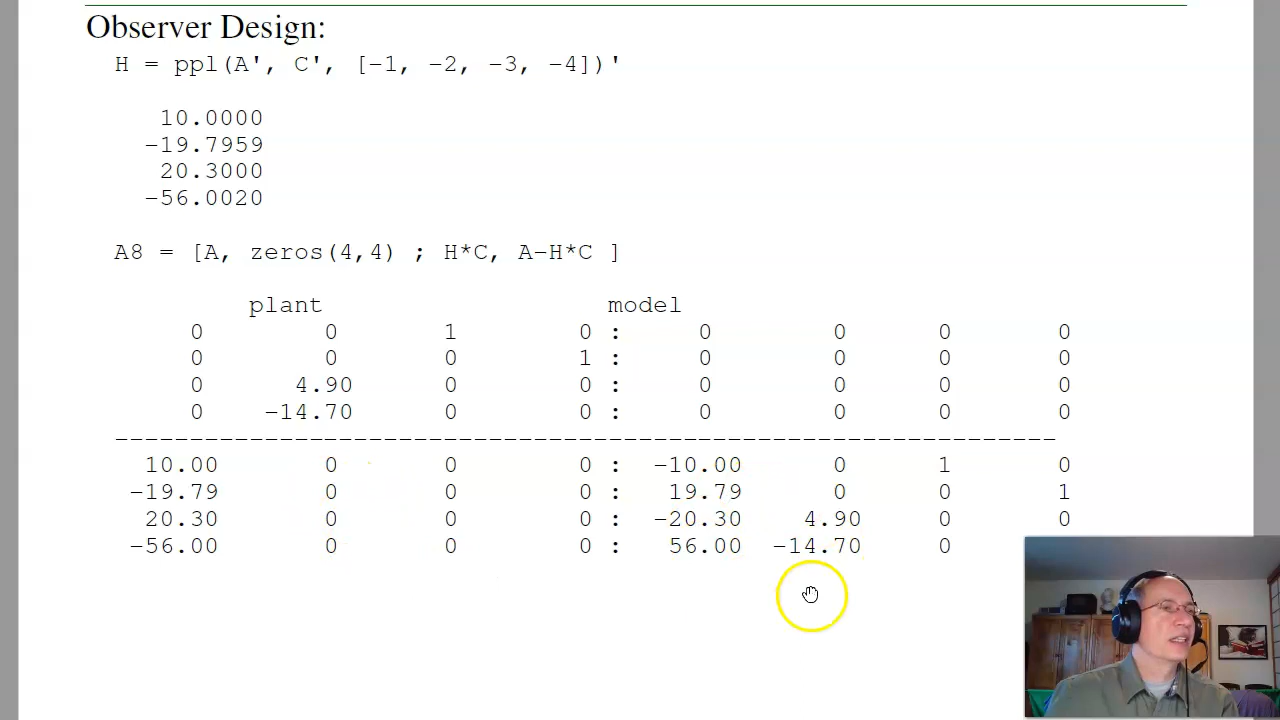 Observer Design:
H = ppl(A', C', [-1, -2, -3, -4])'
10.0000
-19.7959
20.3000
-56.0020
A8 = [A, zeros(4,4) ; H*C, A-H*C ]
plant model
0 0 1 0 : 0 0 0 0
0 0 0 1 : 0 0 0 0
0 4.90 0 0 : 0 0 0 0
0 -14.70 0 0 : 0 0 0 0
---------------------------------------------------------------
10.00 0 0 0 : -10.00 0 1 0
-19.79 0 0 0 : 19.79 0 0 1
20.30 0 0 0 : -20.30 4.90 0 0
-56.00 0 0 0 : 56.00 -14.70 0